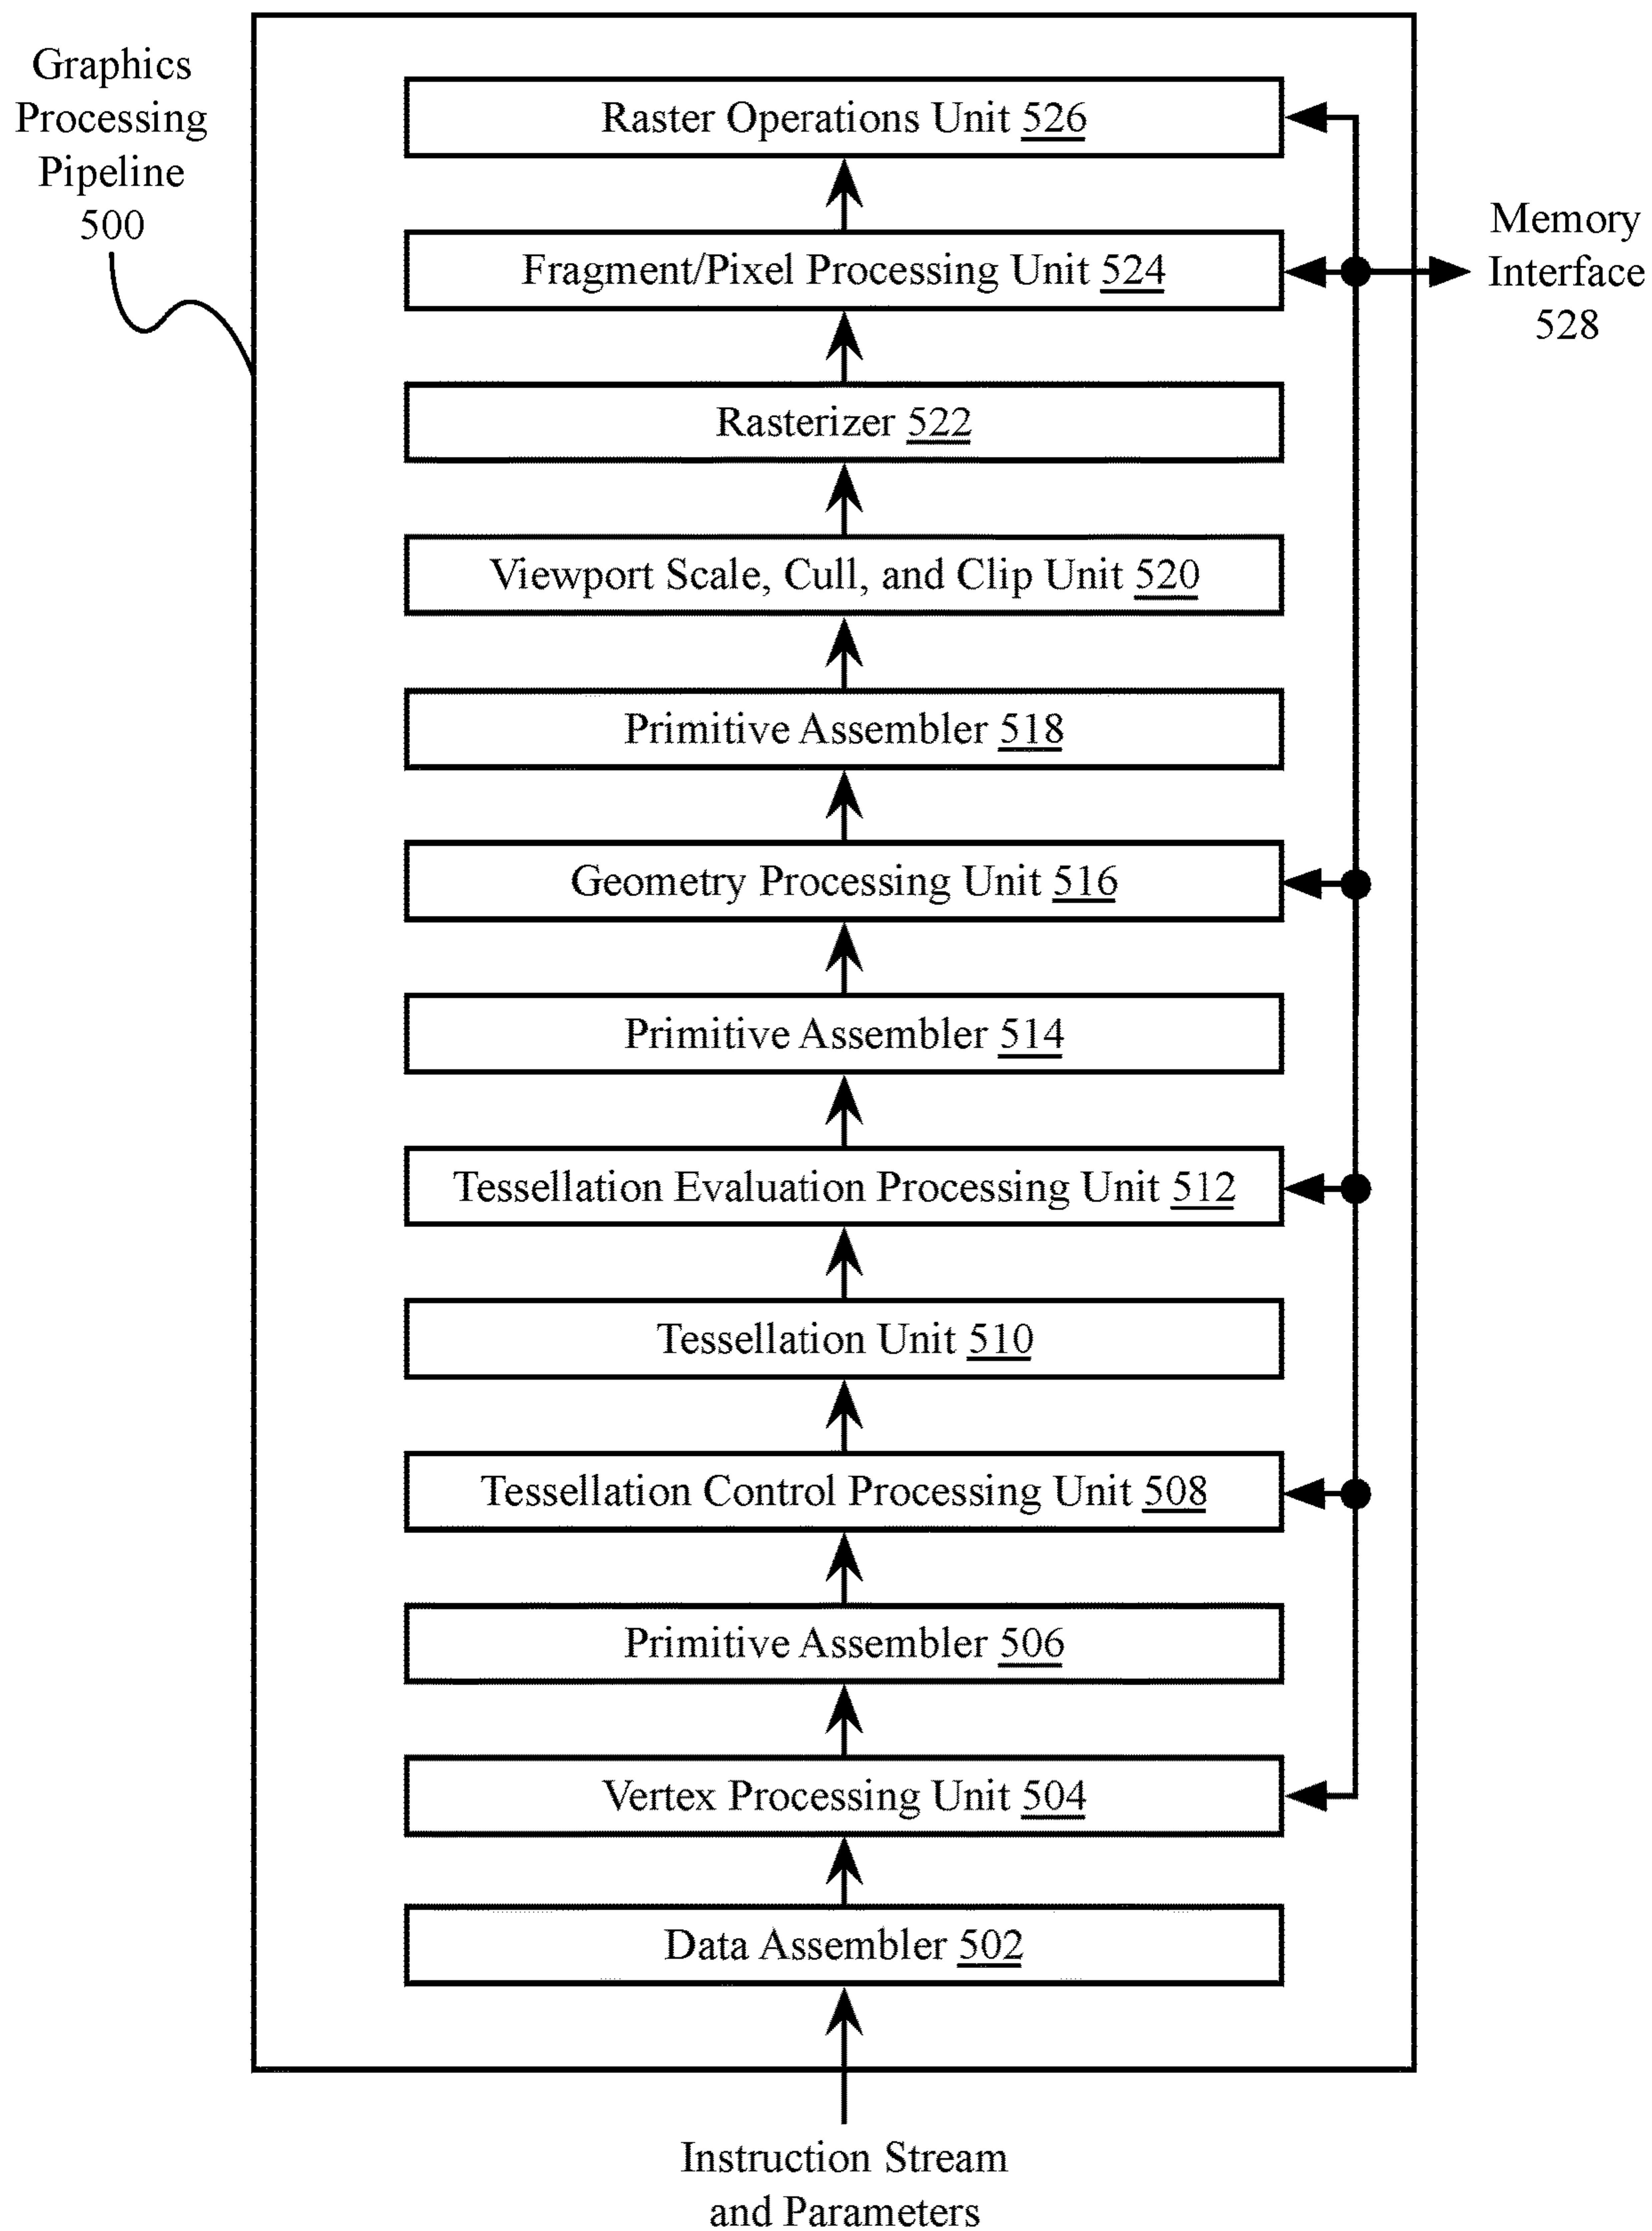 Graphics
Processing
Pipeline
500
Raster Operations Unit 526
Fragment/Pixel Processing Unit 524
Memory
Interface
528
Rasterizer 522
Viewport Scale, Cull, and Clip Unit 520
Primitive Assembler 518
Geometry Processing Unit 516
Primitive Assembler 514
Tessellation Evaluation Processing Unit 512
Tessellation Unit 510
Tessellation Control Processing Unit 508
Primitive Assembler 506
Vertex Processing Unit 504
Data Assembler 502
Instruction Stream
and Parameters